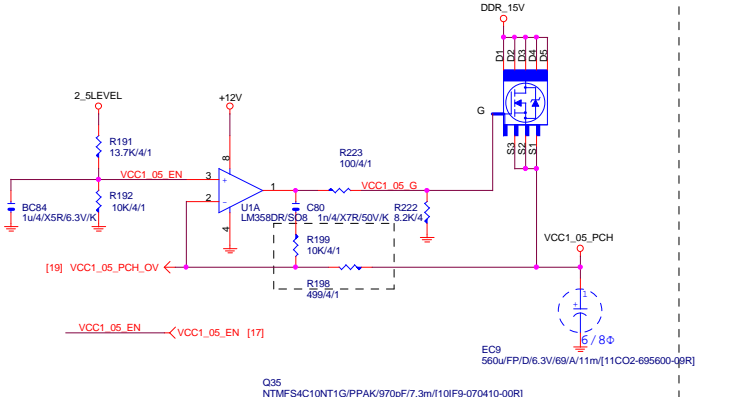 DDR_15V
D1
D2
D3
D4
D5
2_5LEVEL
+12V
G
R191
13.7K/4/1
R223
100/4/1
S3
S2
S1
8
VCC1_05_EN
3
+
1
VCC1_05_G
2
-
BC84
1u/4/X5R/6.3V/K
R192
10K/4/1
U1A
LM358DR/SO8
C80
1n/4/X7R/50V/K
R222
8.2K/4
4
VCC1_05_PCH
R199
10K/4/1
[19] VCC1_05_PCH_OV
R198
499/4/1
1
+
6/8Φ
VCC1_05_EN
VCC1_05_EN [17]
EC9
560u/FP/D/6.3V/69/A/11m/[11CO2-695600-09R]
Q35
NTMFS4C10NT1G/PPAK/970pF/7.3m/[10IF9-070410-00R]